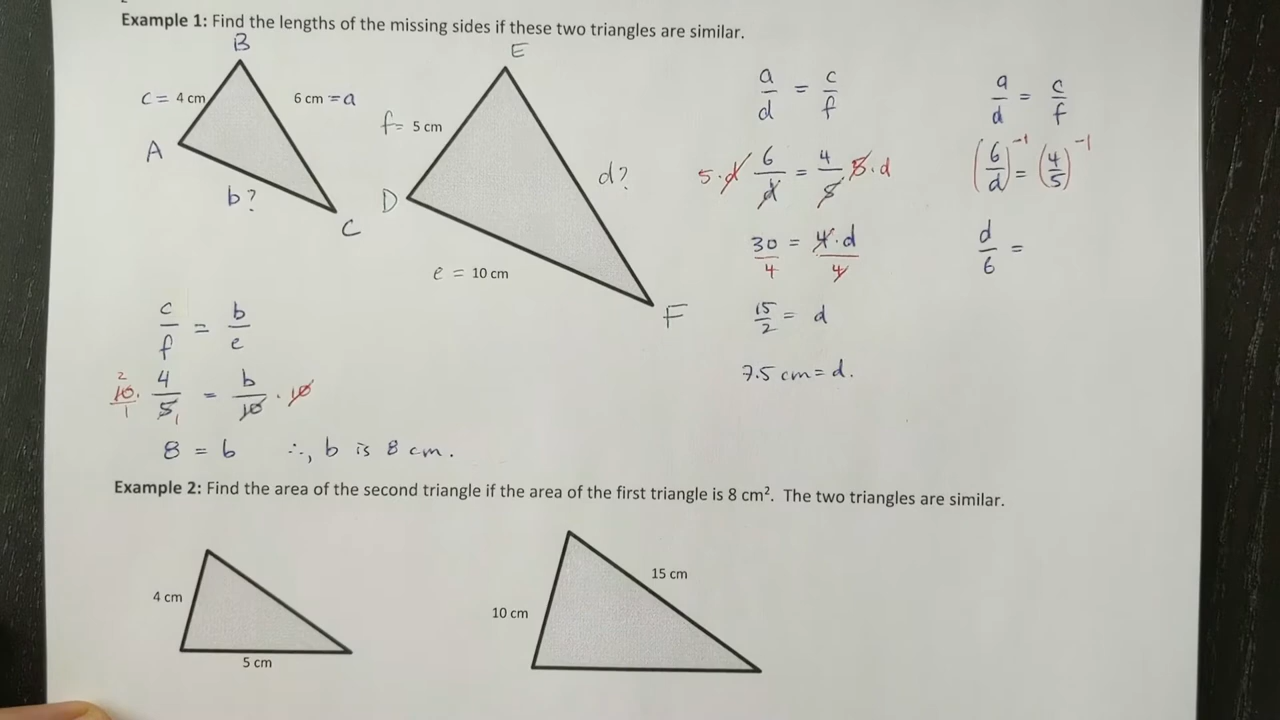 Example 1: Find the lengths of the missing sides if these two triangles are similar.
B
c = 4 cm
6 cm = a
A
b?
C
E
f = 5 cm
d?
D
e = 10 cm
F
a/d = c/f
5·d 6/d = 4/5 5·d
30/4 = 4·d/4
15/2 = d
7.5 cm = d.
a/d = c/f
(6/d)^-1 = (4/5)^-1
d/6 =
c/f = b/e
2
10/1 · 4/5 1 = b/10 · 10
8 = b ∴, b is 8 cm.
Example 2: Find the area of the second triangle if the area of the first triangle is 8 cm². The two triangles are similar.
4 cm
5 cm
15 cm
10 cm